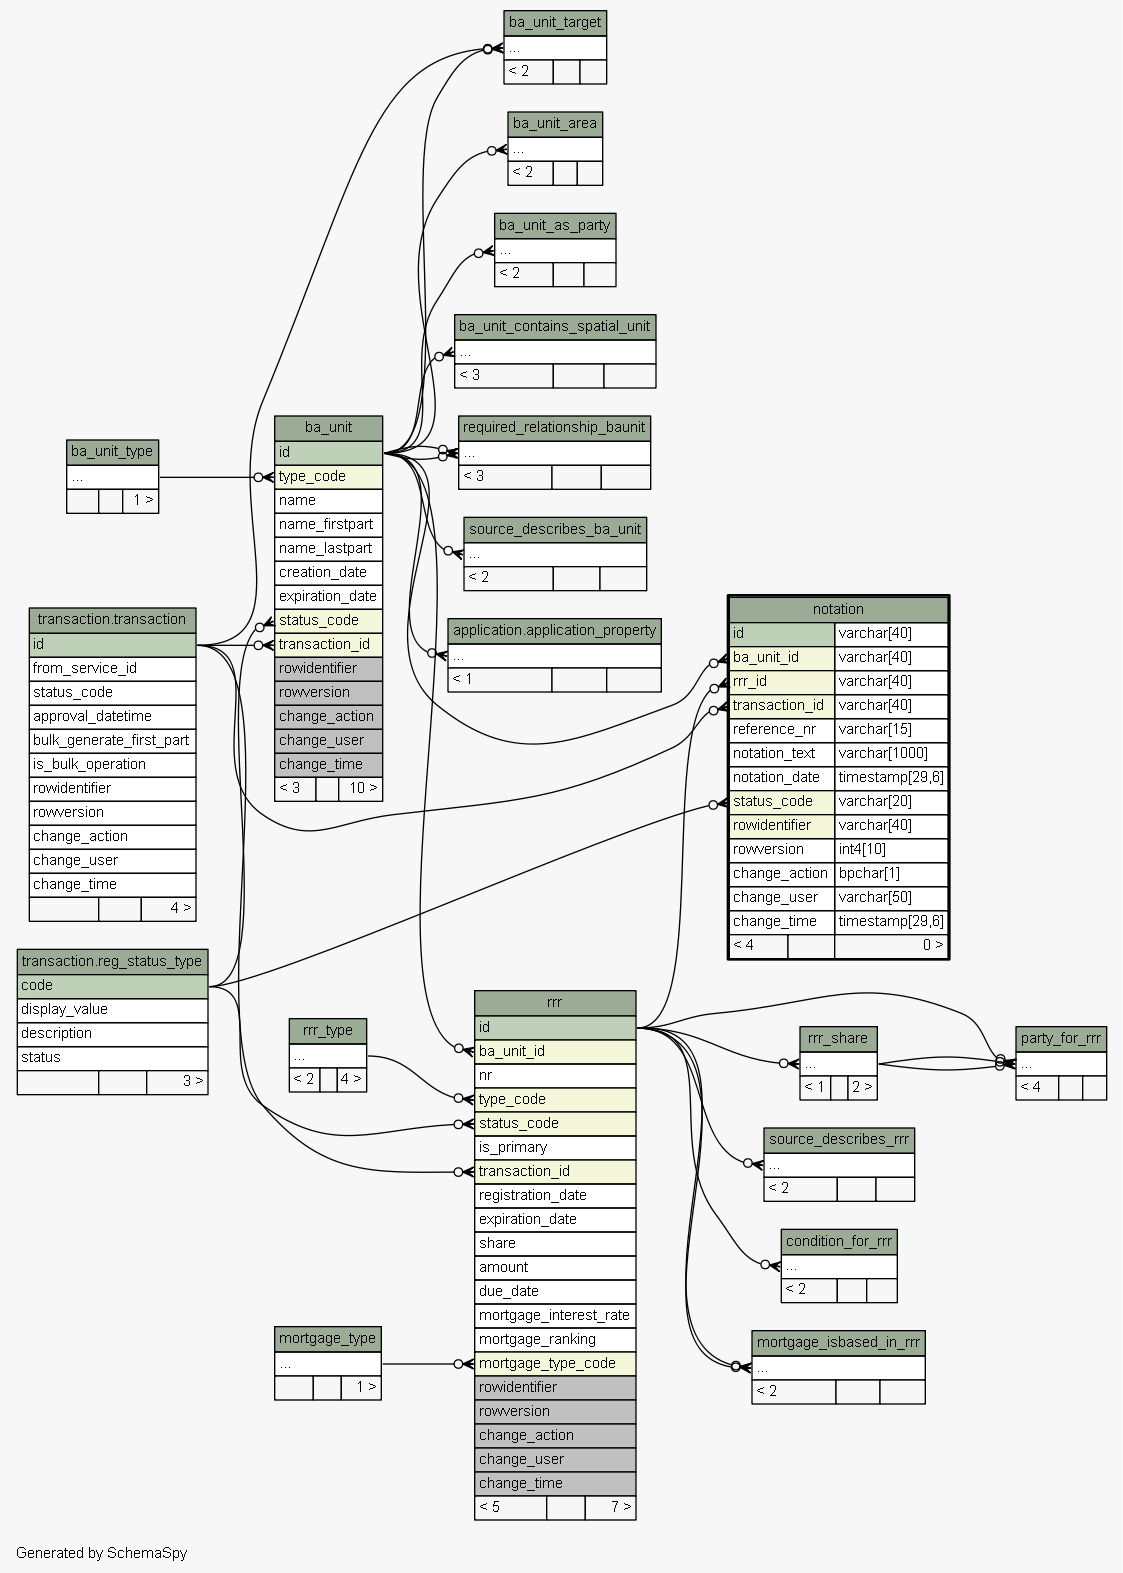 ba_unit_target
...
< 2
ba_unit_area
...
< 2
ba_unit_as_party
...
< 2
ba_unit_contains_spatial_unit
...
< 3
required_relationship_baunit
...
< 3
source_describes_ba_unit
...
< 2
application.application_property
...
< 1
ba_unit_type
...
1 >
ba_unit
id
type_code
name
name_firstpart
name_lastpart
creation_date
expiration_date
status_code
transaction_id
rowidentifier
rowversion
change_action
change_user
change_time
< 3 10 >
transaction.transaction
id
from_service_id
status_code
approval_datetime
bulk_generate_first_part
is_bulk_operation
rowidentifier
rowversion
change_action
change_user
change_time
4 >
notation
id varchar[40]
ba_unit_id varchar[40]
rrr_id varchar[40]
transaction_id varchar[40]
reference_nr varchar[15]
notation_text varchar[1000]
notation_date timestamp[29,6]
status_code varchar[20]
rowidentifier varchar[40]
rowversion int4[10]
change_action bpchar[1]
change_user varchar[50]
change_time timestamp[29,6]
< 4 0 >
transaction.reg_status_type
code
display_value
description
status
3 >
rrr_type
...
< 2 4 >
rrr
id
ba_unit_id
nr
type_code
status_code
is_primary
transaction_id
registration_date
expiration_date
share
amount
due_date
mortgage_interest_rate
mortgage_ranking
mortgage_type_code
rowidentifier
rowversion
change_action
change_user
change_time
< 5 7 >
rrr_share
...
< 1 2 >
party_for_rrr
...
< 4
source_describes_rrr
...
< 2
condition_for_rrr
...
< 2
mortgage_isbased_in_rrr
...
< 2
mortgage_type
...
1 >
Generated by SchemaSpy